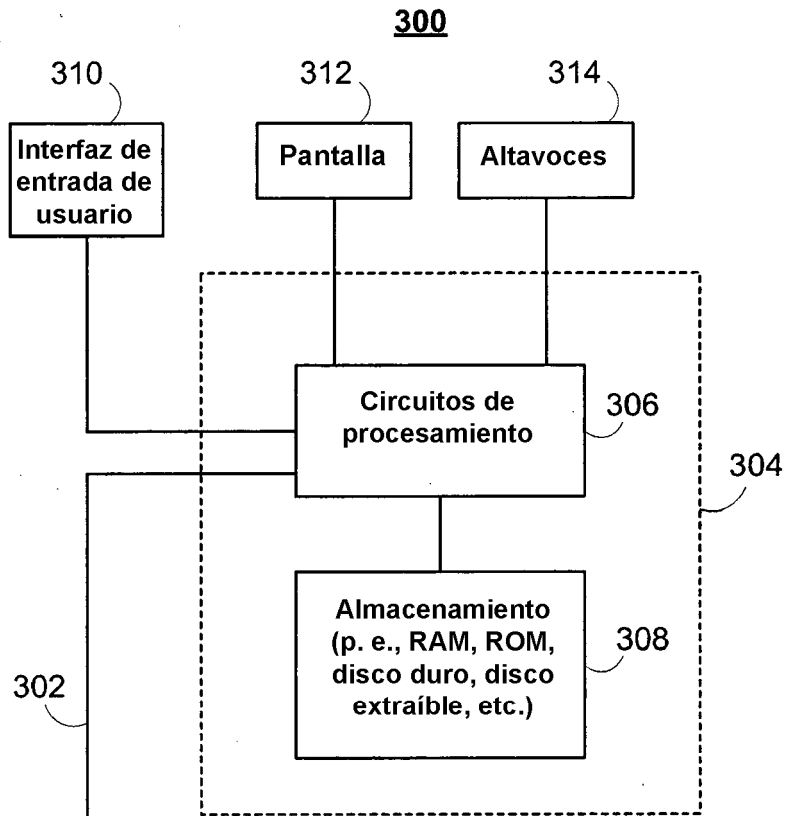 300
310
312
314
Interfaz de
entrada de
usuario
Pantalla
Altavoces
Circuitos de
procesamiento
306
304
Almacenamiento
(p. e., RAM, ROM,
disco duro, disco
extraíble, etc.)
308
302